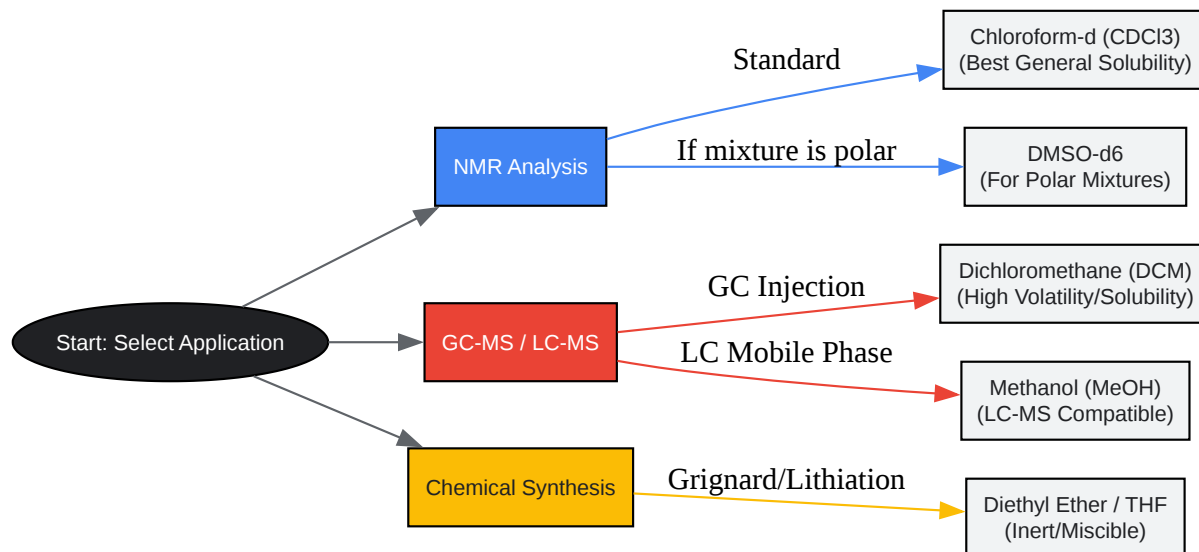 Chloroform-d (CDCl3)
(Best General Solubility)
Standard
NMR Analysis
If mixture is polar
DMSO-d6
(For Polar Mixtures)
Dichloromethane (DCM)
(High Volatility/Solubility)
GC Injection
Start: Select Application
GC-MS / LC-MS
LC Mobile Phase
Methanol (MeOH)
(LC-MS Compatible)
Chemical Synthesis
Grignard/Lithiation
Diethyl Ether / THF
(Inert/Miscible)